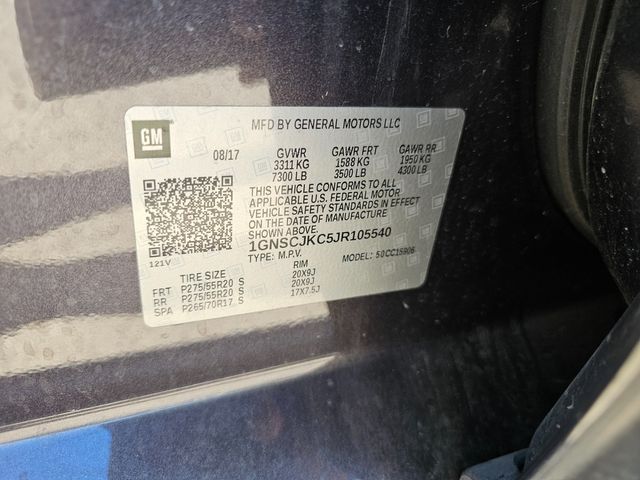 GM
MFD BY GENERAL MOTORS LLC
08/17 GVWR GAWR FRT GAWR RR
3311 KG 1588 KG 1950 KG
7300 LB 3500 LB 4300 LB
THIS VEHICLE CONFORMS TO ALL
APPLICABLE U.S. FEDERAL MOTOR
VEHICLE SAFETY STANDARDS IN EFFECT
ON THE DATE OF MANUFACTURE
SHOWN ABOVE.
1GNSCJKC5JR105540
121V TYPE: M.P.V. MODEL: 50CC15906
TIRE SIZE RIM
FRT P275/55R20 S 20X9J
RR P275/55R20 S 20X9J
SPA P265/70R17 S 17X7.5J